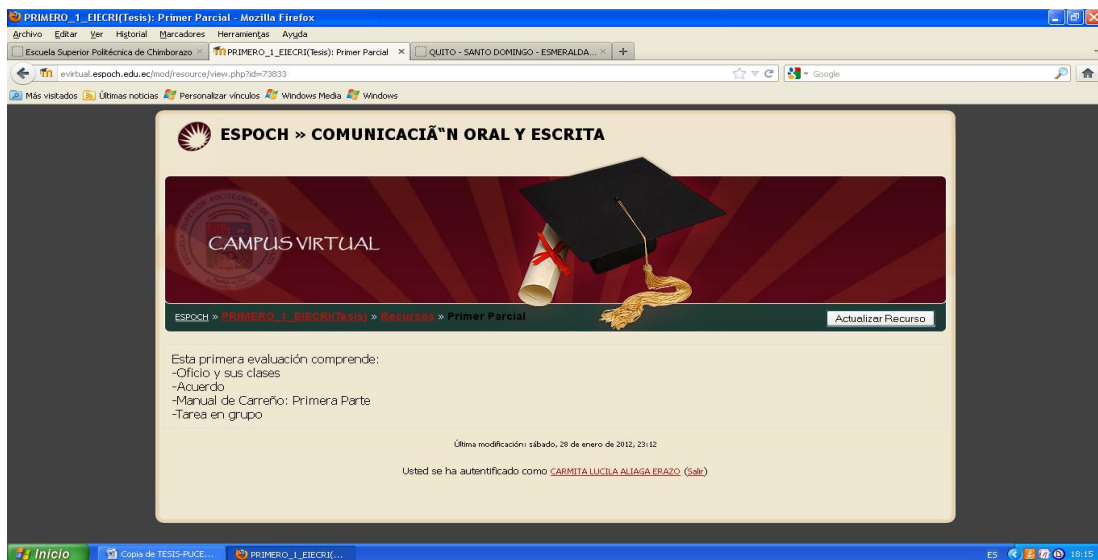 PRIMERO_1_EIECRI(Tesis): Primer Parcial - Mozilla Firefox
Archivo Editar Ver Historial Marcadores Herramientas Ayuda
Escuela Superior Politécnica de Chimborazo × PRIMERO_1_EIECRI(Tesis): Primer Parcial × QUITO - SANTO DOMINGO - ESMERALDA... × +
evirtual.espoch.edu.ec/mod/resource/view.php?id=73833 Google
Más visitados Últimas noticias Personalizar vínculos Windows Media Windows
ESPOCH » COMUNICACIÃ“N ORAL Y ESCRITA
CAMPUS VIRTUAL
ESPOCH » PRIMERO_1_EIECRI(Tesis) » Recursos » Primer Parcial Actualizar Recurso
Esta primera evaluación comprende:
-Oficio y sus clases
-Acuerdo
-Manual de Carreño: Primera Parte
-Tarea en grupo
Última modificación: sábado, 28 de enero de 2012, 23:12
Usted se ha autentificado como CARMITA LUCILA ALIAGA ERAZO (Salir)
Inicio Copia de TESIS-PUCE... PRIMERO_1_EIECRI(... ES 18:15